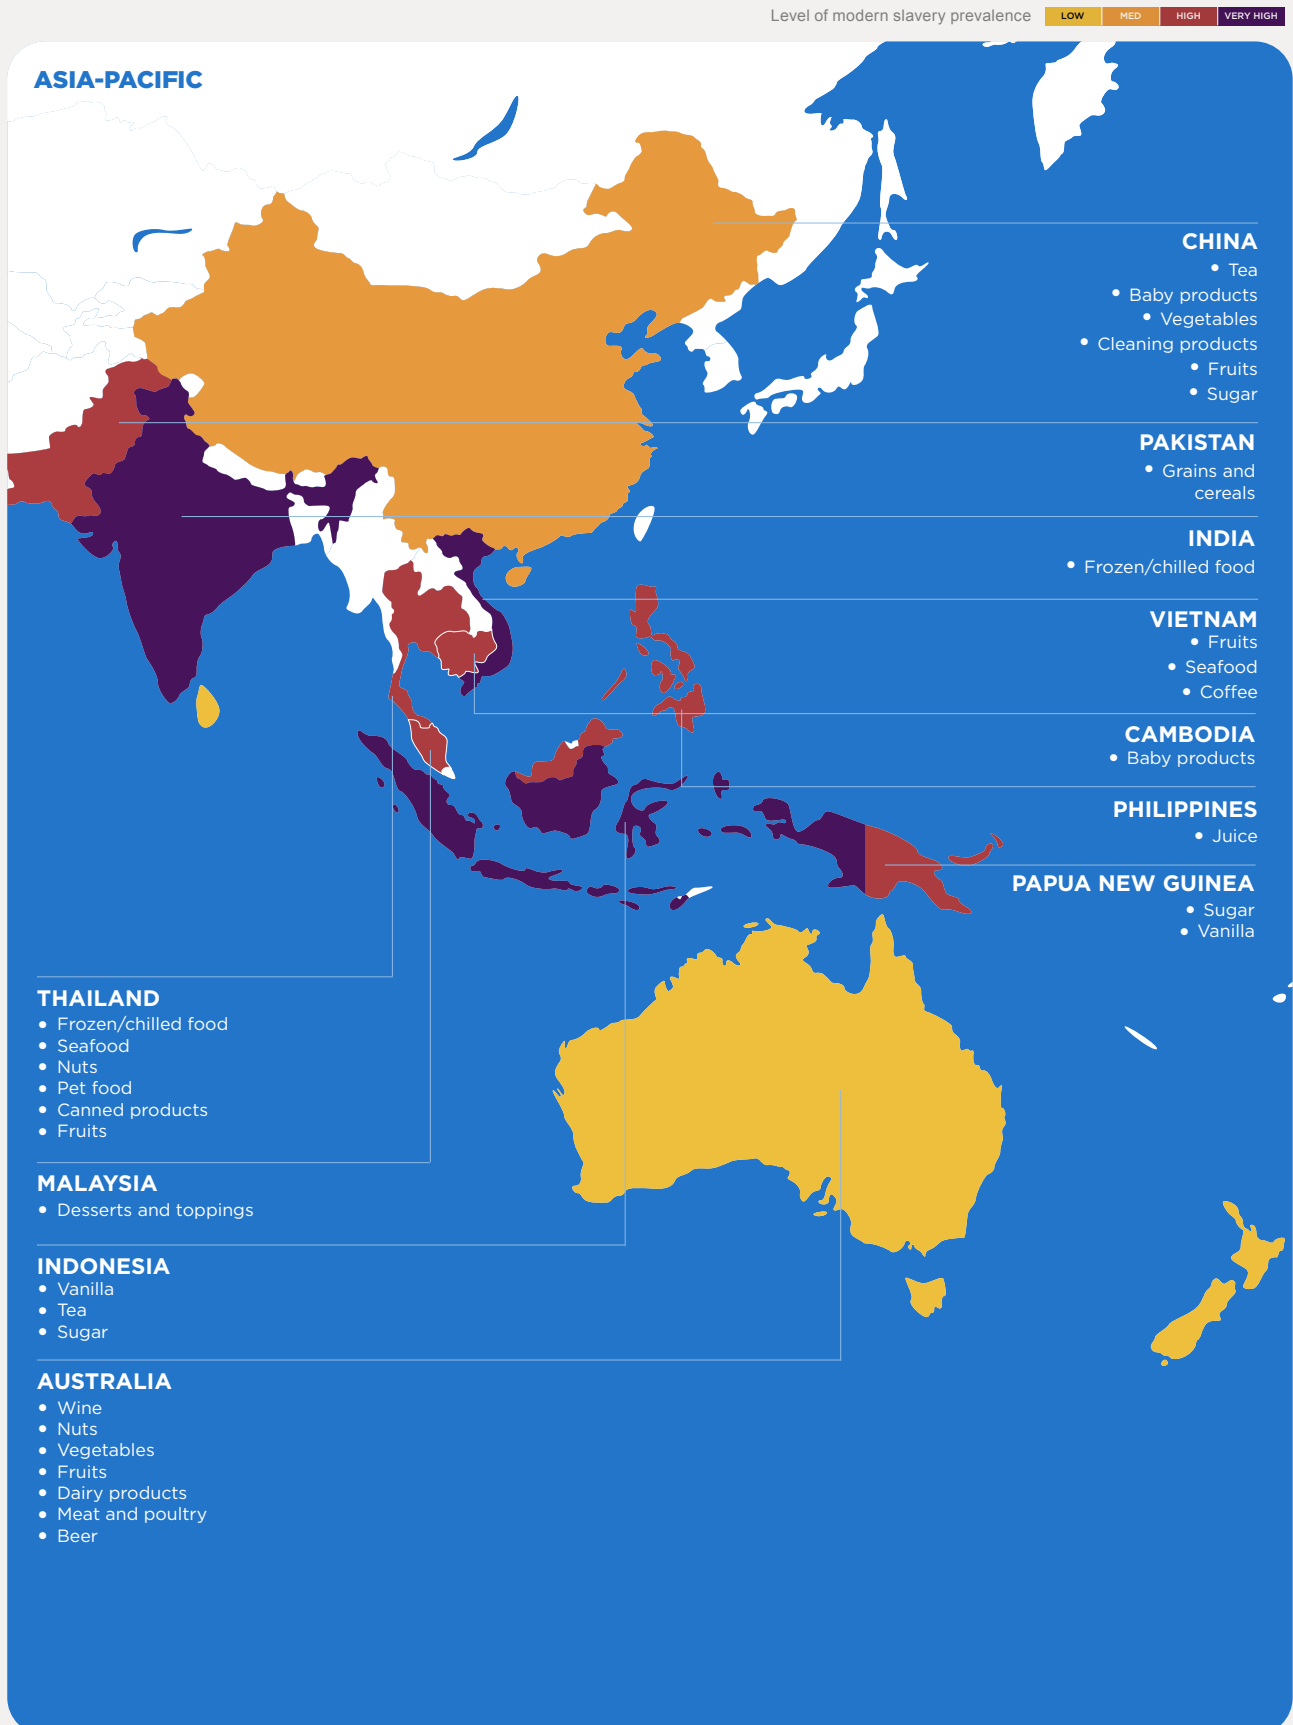 Level of modern slavery prevalence
LOW
MED
HIGH
VERY HIGH
ASIA-PACIFIC
CHINA
• Tea
• Baby products
• Vegetables
• Cleaning products
• Fruits
• Sugar
PAKISTAN
• Grains and
cereals
INDIA
• Frozen/chilled food
VIETNAM
• Fruits
• Seafood
• Coffee
CAMBODIA
• Baby products
PHILIPPINES
• Juice
PAPUA NEW GUINEA
• Sugar
• Vanilla
THAILAND
• Frozen/chilled food
• Seafood
• Nuts
• Pet food
• Canned products
• Fruits
MALAYSIA
• Desserts and toppings
INDONESIA
• Vanilla
• Tea
• Sugar
AUSTRALIA
• Wine
• Nuts
• Vegetables
• Fruits
• Dairy products
• Meat and poultry
• Beer